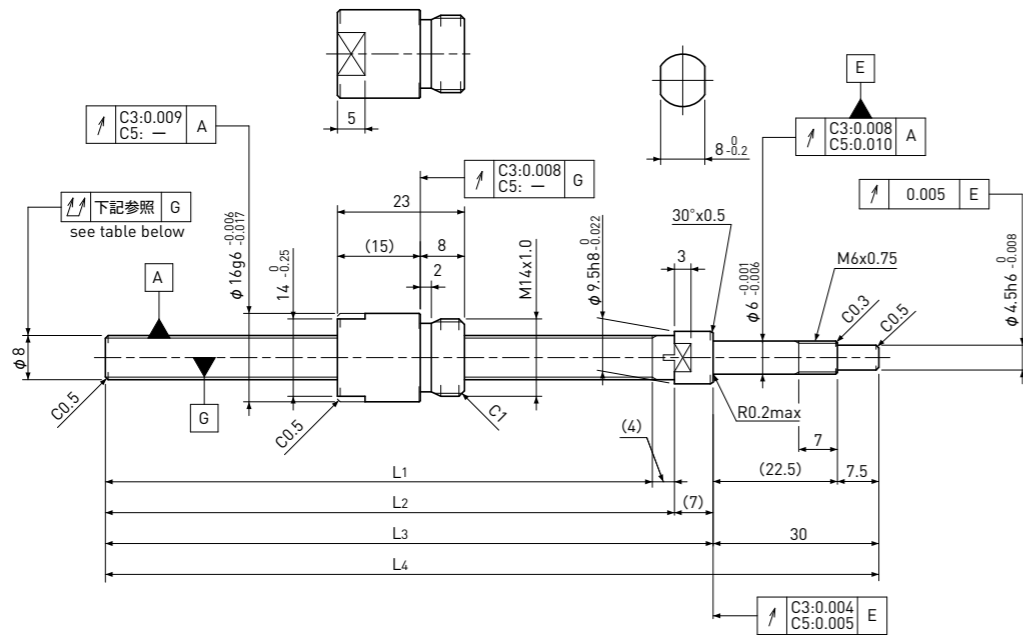 5
E
C3:0.009
C5: —
A
8 0 -0.2
C3:0.008
C5:0.010
A
C3:0.008
C5: —
G
0.005
E
下記参照
G
see table below
23
30°x0.5
(15)
8
3
M6x0.75
2
φ16g6 -0.006 -0.017
14 0 -0.25
M14x1.0
φ9.5h8 0 -0.022
φ6 -0.001 -0.006
C0.3
C0.5
φ4.5h6 0 -0.008
A
φ8
G
C0.5
C0.5
C1
R0.2max
(4)
7
(22.5)
7.5
L1
L2
(7)
L3
30
L4
C3:0.004
C5:0.005
E